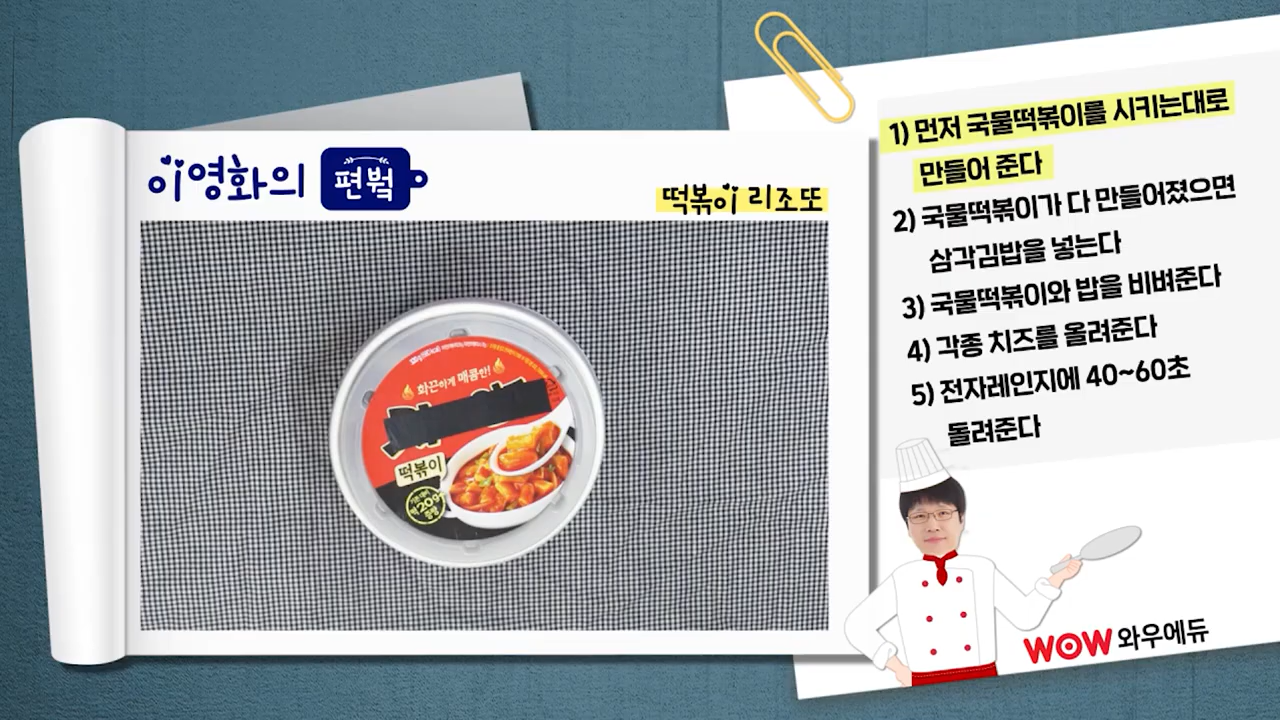 이영화의 편붴
떡볶이 리조또
화끈하게 매콤한!
떡볶이
20g
1) 먼저 국물떡볶이를 시키는대로
만들어 준다
2) 국물떡볶이가 다 만들어졌으면
삼각김밥을 넣는다
3) 국물떡볶이와 밥을 비벼준다
4) 각종 치즈를 올려준다
5) 전자레인지에 40~60초
돌려준다
WOW 와우에듀